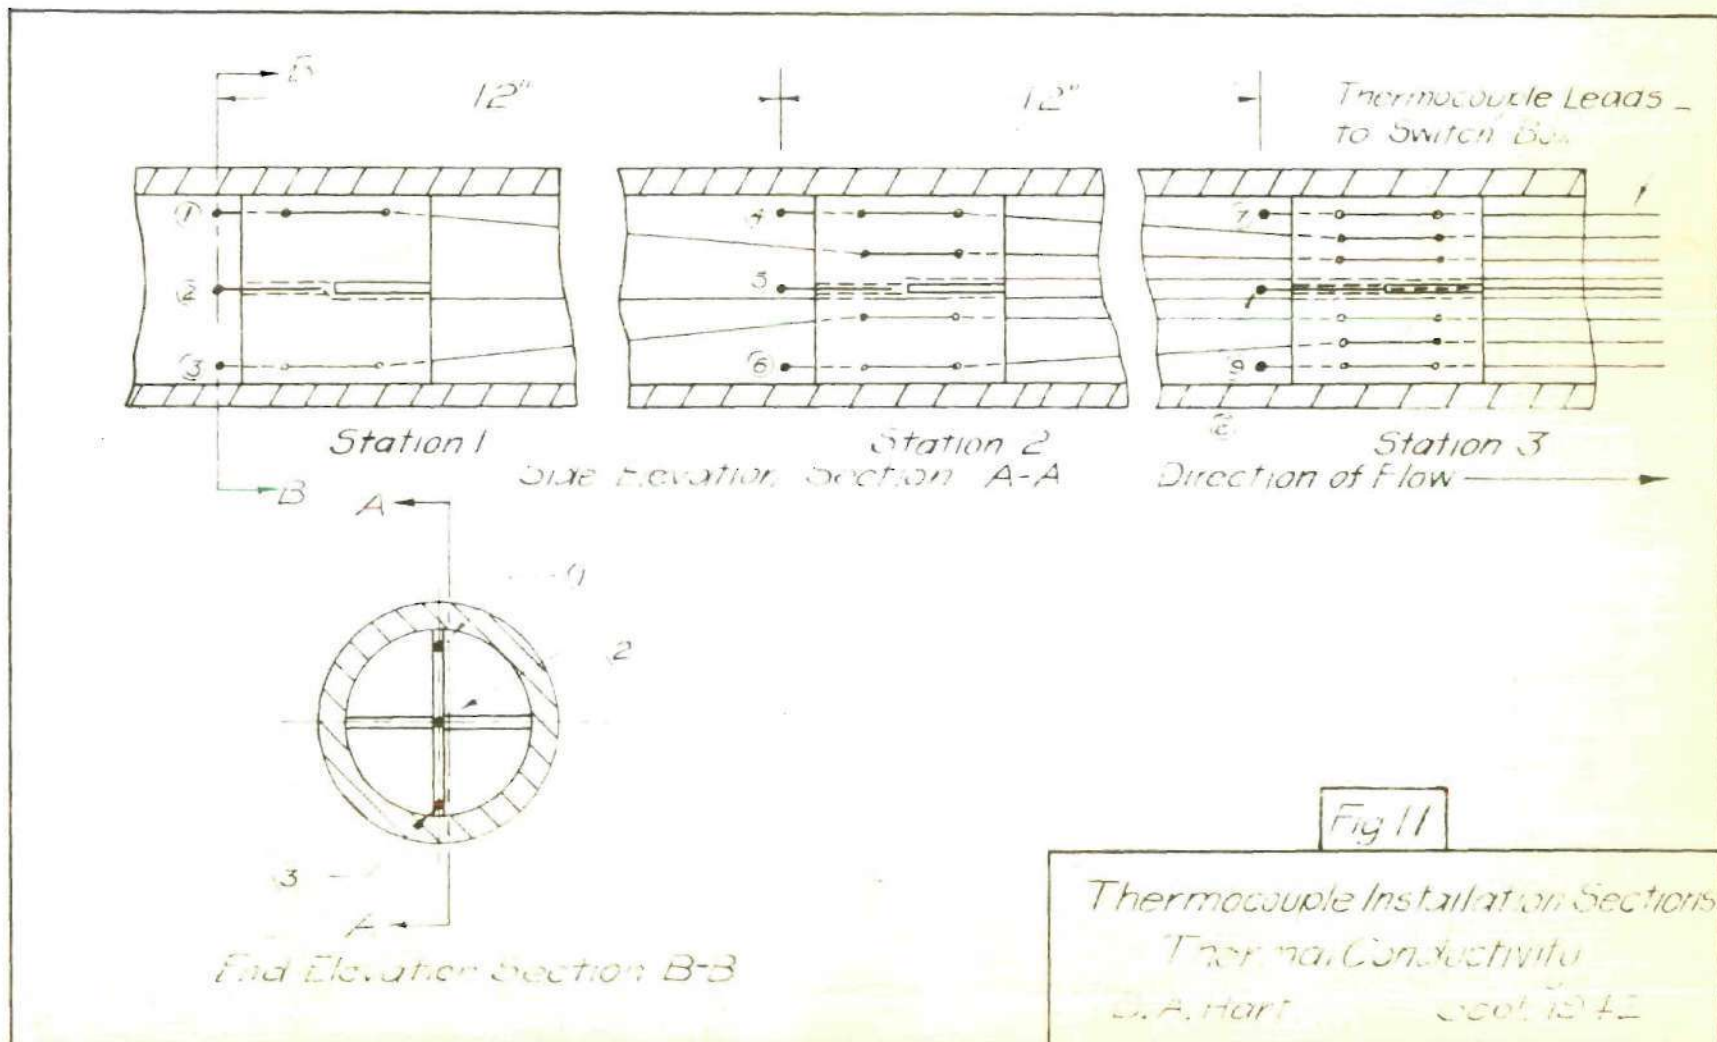 B
12"
12"
Thermocouple Leads
to Switch Box
1
4
7
2
5
3
6
9
8
Station 1
Station 2
Station 3
Side Elevation Section A-A
Direction of Flow
B
A
1
2
3
A
End Elevation Section B-B
Fig 11
Thermocouple Installation Sections
Thermal Conductivity
Hart